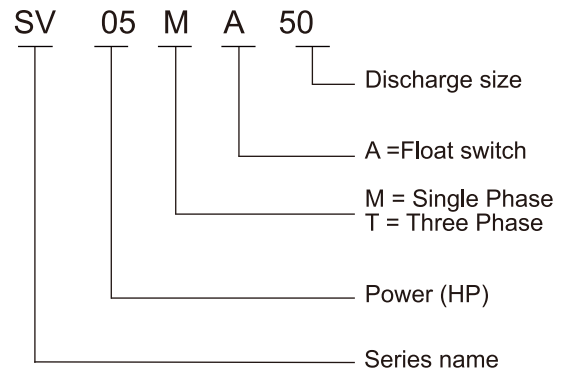 SV 05 M A 50
Discharge size
A =Float switch
M = Single Phase
T = Three Phase
Power (HP)
Series name